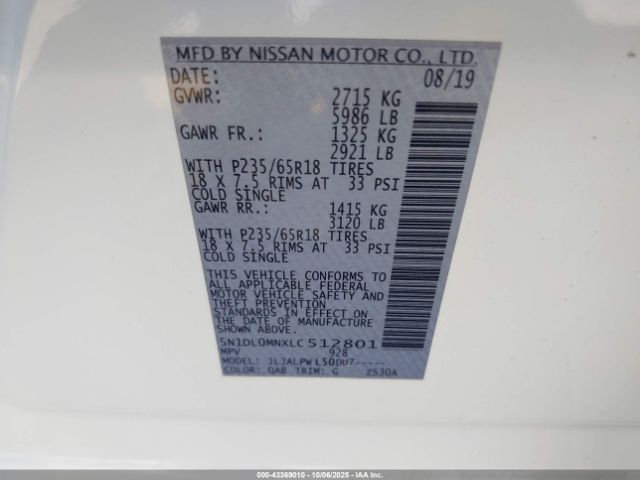 MFD BY NISSAN MOTOR CO., LTD.
DATE: 08/19
GVWR: 2715 KG
5986 LB
GAWR FR.: 1325 KG
2921 LB
WITH P235/65R18 TIRES
18 X 7.5 RIMS AT 33 PSI
COLD SINGLE
GAWR RR.: 1415 KG
3120 LB
WITH P235/65R18 TIRES
18 X 7.5 RIMS AT 33 PSI
COLD SINGLE
THIS VEHICLE CONFORMS TO
ALL APPLICABLE FEDERAL
MOTOR VEHICLE SAFETY AND
THEFT PREVENTION
STANDARDS IN EFFECT ON
THE DATE OF MANUFACTURE
SHOWN ABOVE.
5N1DL0MNXLC512801
MPV 928
MODEL: JLJALPWL50DU7-----
COLOR: QAB TRIM: G ZS30A
000-43369010 | 10/06/2025 | IAAI.COM